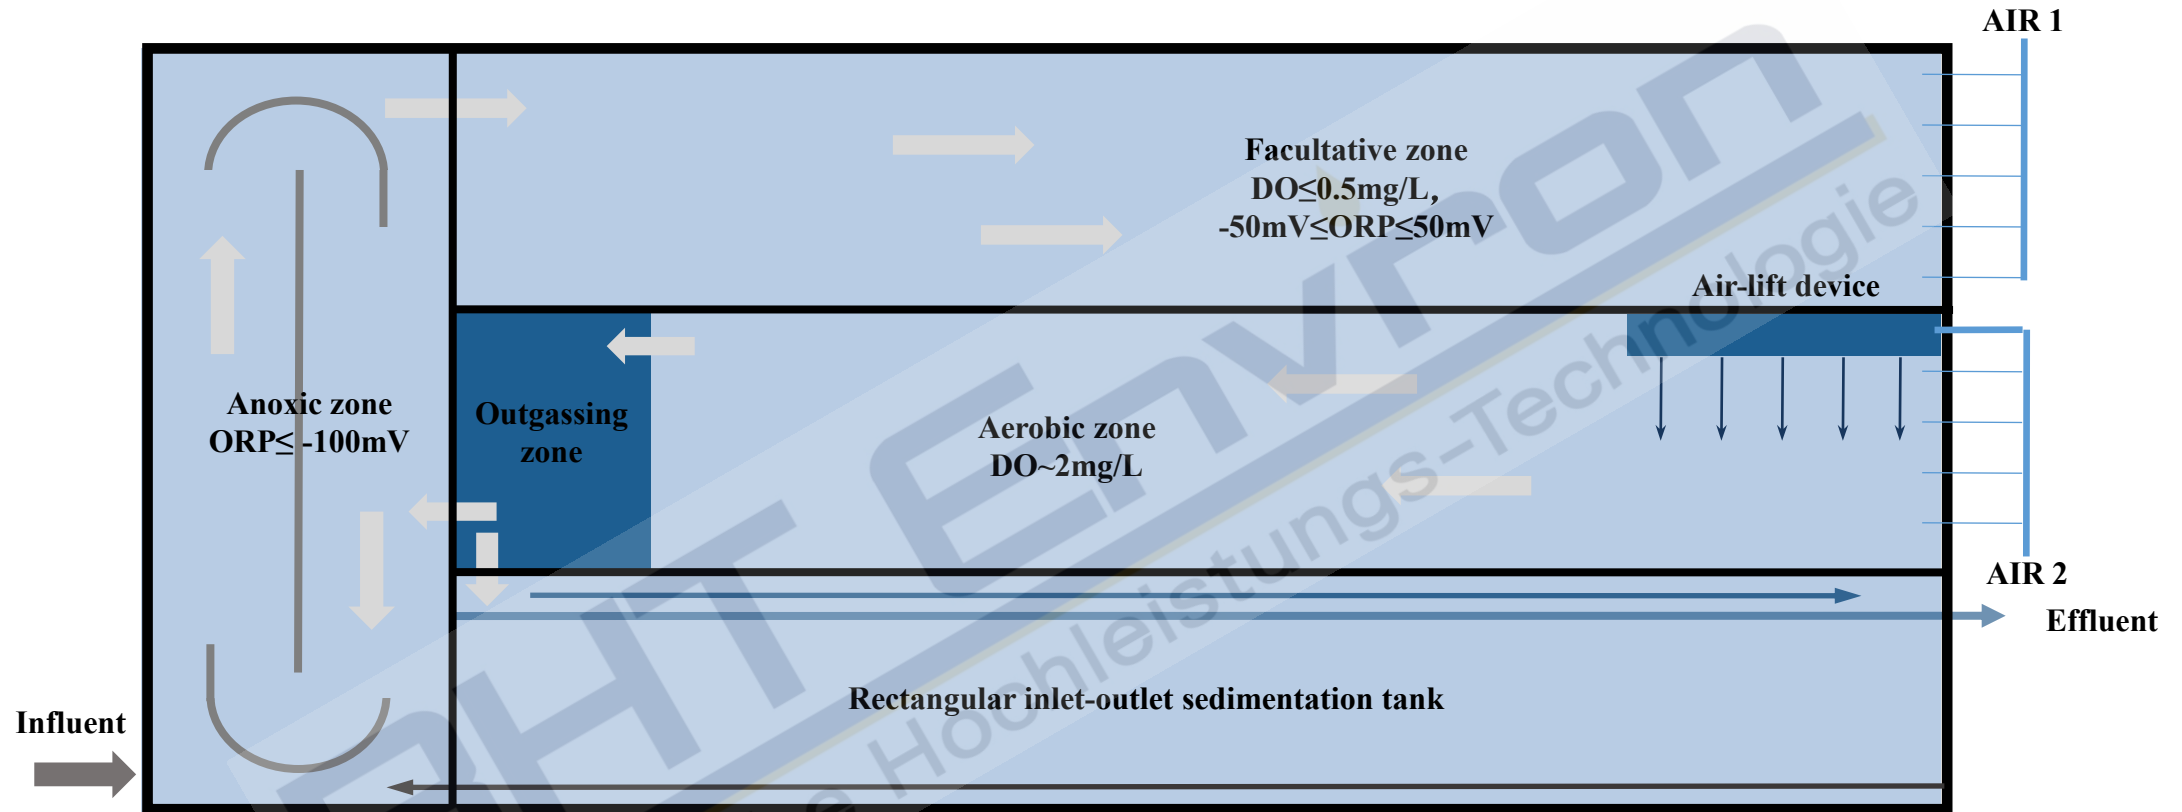 AIR 1
Facultative zone
DO≤0.5mg/L,
-50mV≤ORP≤50mV
Air-lift device
Anoxic zone
ORP≤ -100mV
Outgassing
zone
Aerobic zone
DO~2mg/L
AIR 2
Effluent
Rectangular inlet-outlet sedimentation tank
Influent
BHT Environ
e Hochleistungs-Technologie